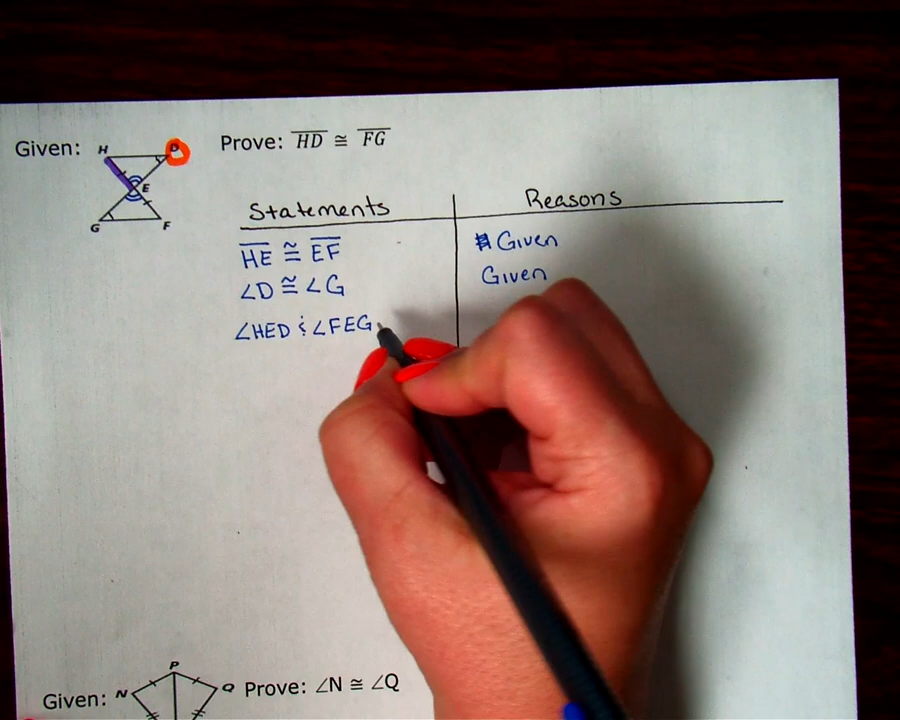 Given: Prove: HD ≅ FG
H D
E
G F
Statements Reasons
HE ≅ EF Given
∠D ≅ ∠G Given
∠HED & ∠FEG
P
Given: N Q Prove: ∠N ≅ ∠Q